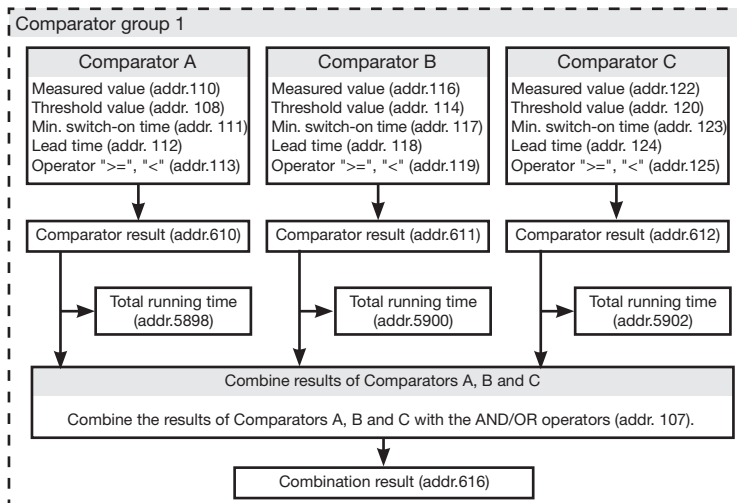 Comparator group 1
Comparator A
Measured value (addr.110)
Threshold value (addr. 108)
Min. switch-on time (addr. 111)
Lead time (addr. 112)
Operator ">=", "<" (addr.113)
Comparator B
Measured value (addr.116)
Threshold value (addr. 114)
Min. switch-on time (addr. 117)
Lead time (addr. 118)
Operator ">=", "<" (addr.119)
Comparator C
Measured value (addr.122)
Threshold value (addr. 120)
Min. switch-on time (addr. 123)
Lead time (addr. 124)
Operator ">=", "<" (addr.125)
Comparator result (addr.610)
Comparator result (addr.611)
Comparator result (addr.612)
Total running time
(addr.5898)
Total running time
(addr.5900)
Total running time
(addr.5902)
Combine results of Comparators A, B and C
Combine the results of Comparators A, B and C with the AND/OR operators (addr. 107).
Combination result (addr.616)